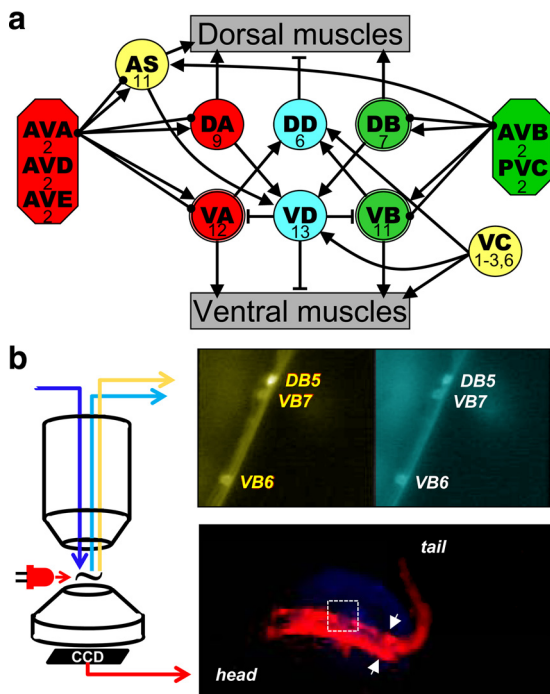 a
Dorsal muscles
AS
11
AVA
2
AVD
2
AVE
2
DA
9
DD
6
DB
7
AVB
2
PVC
2
VA
12
VD
13
VB
11
VC
1-3,6
Ventral muscles
b
DB5
VB7
VB6
DB5
VB7
VB6
CCD
tail
head